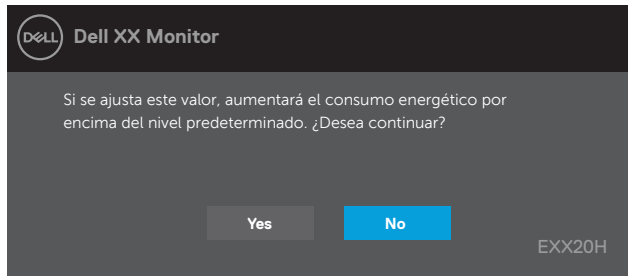 DELL Dell XX Monitor
Si se ajusta este valor, aumentará el consumo energético por
encima del nivel predeterminado. ¿Desea continuar?
Yes No
EXX20H